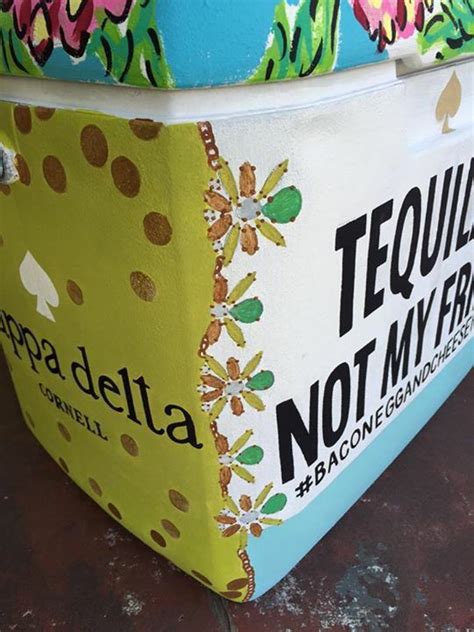 appa delta
CORNELL
TEQUIL
NOT MY FR
#BACONEGGANDCHEESE